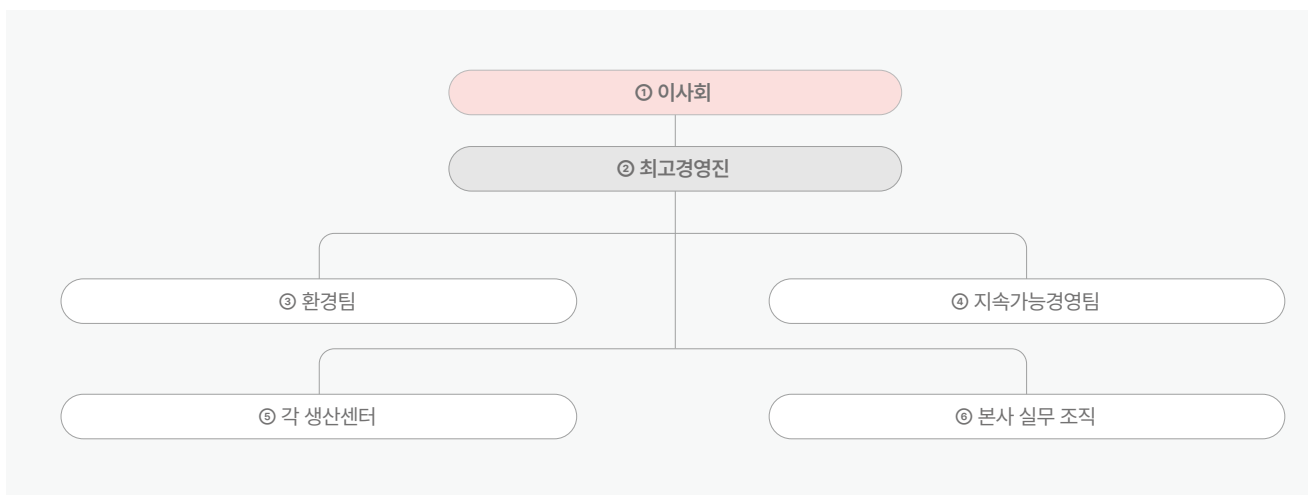 ① 이사회
② 최고경영진
③ 환경팀
④ 지속가능경영팀
⑤ 각 생산센터
⑥ 본사 실무 조직